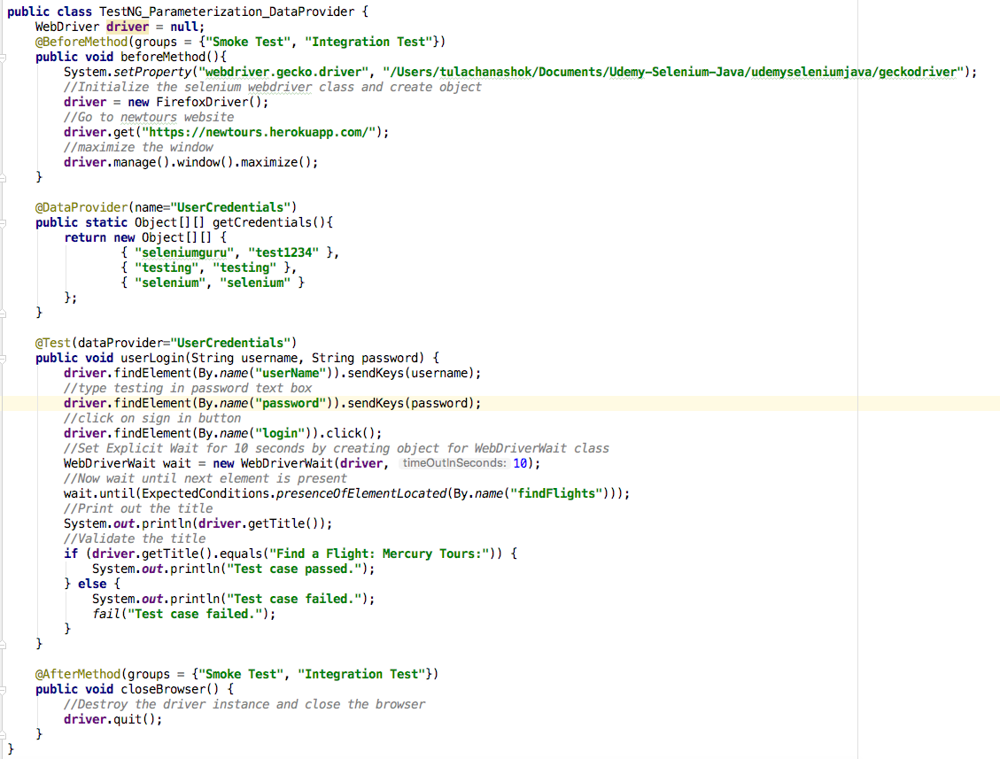 public class TestNG_Parameterization_DataProvider {
    WebDriver driver = null;
    @BeforeMethod(groups = {"Smoke Test", "Integration Test"})
    public void beforeMethod(){
        System.setProperty("webdriver.gecko.driver", "/Users/tulachanashok/Documents/Udemy-Selenium-Java/udemyseleniumjava/geckodriver");
        //Initialize the selenium webdriver class and create object
        driver = new FirefoxDriver();
        //Go to newtours website
        driver.get("https://newtours.herokuapp.com/");
        //maximize the window
        driver.manage().window().maximize();
    }

    @DataProvider(name="UserCredentials")
    public static Object[][] getCredentials(){
        return new Object[][] {
                { "seleniumguru", "test1234" },
                { "testing", "testing" },
                { "selenium", "selenium" }
        };
    }

    @Test(dataProvider="UserCredentials")
    public void userLogin(String username, String password) {
        driver.findElement(By.name("userName")).sendKeys(username);
        //type testing in password text box
        driver.findElement(By.name("password")).sendKeys(password);
        //click on sign in button
        driver.findElement(By.name("login")).click();
        //Set Explicit Wait for 10 seconds by creating object for WebDriverWait class
        WebDriverWait wait = new WebDriverWait(driver, timeOutInSeconds: 10);
        //Now wait until next element is present
        wait.until(ExpectedConditions.presenceOfElementLocated(By.name("findFlights")));
        //Print out the title
        System.out.println(driver.getTitle());
        //Validate the title
        if (driver.getTitle().equals("Find a Flight: Mercury Tours:")) {
            System.out.println("Test case passed.");
        } else {
            System.out.println("Test case failed.");
            fail("Test case failed.");
        }
    }

    @AfterMethod(groups = {"Smoke Test", "Integration Test"})
    public void closeBrowser() {
        //Destroy the driver instance and close the browser
        driver.quit();
    }
}